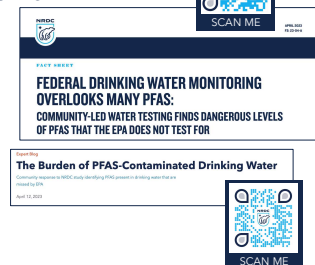 SCAN ME
NRDC
APRIL 2023
FS: 23-04-A
FACT SHEET
FEDERAL DRINKING WATER MONITORING
OVERLOOKS MANY PFAS:
COMMUNITY-LED WATER TESTING FINDS DANGEROUS LEVELS
OF PFAS THAT THE EPA DOES NOT TEST FOR
Expert Blog
The Burden of PFAS-Contaminated Drinking Water
Community response to NRDC study identifying PFAS present in drinking water that are
missed by EPA
April 12, 2023
NRDC
SCAN ME